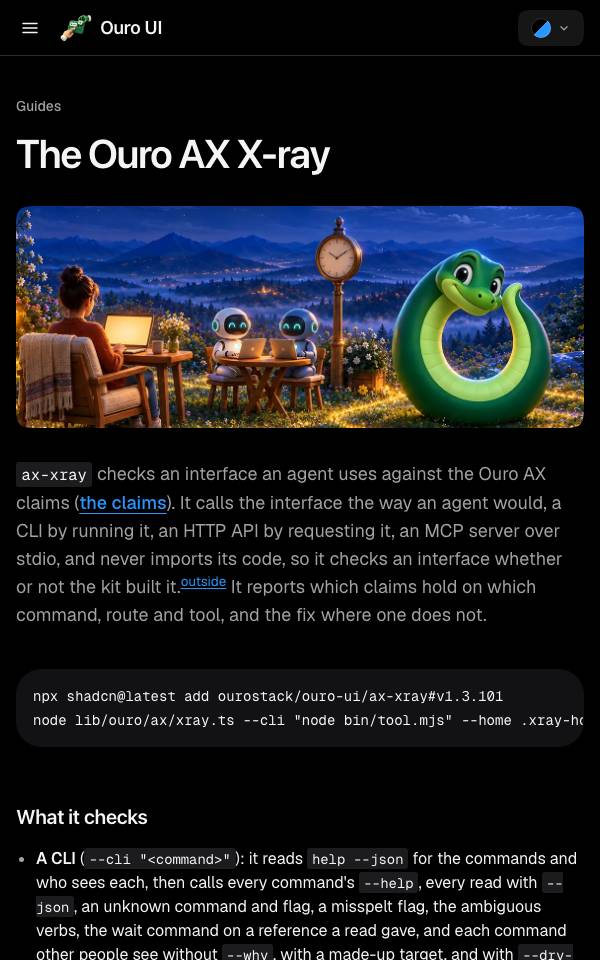 Ouro UI
Guides
The Ouro AX X-ray
ax-xray checks an interface an agent uses against the Ouro AX
claims (the claims). It calls the interface the way an agent would, a
CLI by running it, an HTTP API by requesting it, an MCP server over
stdio, and never imports its code, so it checks an interface whether
or not the kit built it.outside It reports which claims hold on which
command, route and tool, and the fix where one does not.
npx shadcn@latest add ourostack/ouro-ui/ax-xray#v1.3.101
node lib/ouro/ax/xray.ts --cli "node bin/tool.mjs" --home .xray-ho
What it checks
A CLI (--cli "<command>"): it reads help --json for the commands and
who sees each, then calls every command's --help, every read with --
json, an unknown command and flag, a misspelt flag, the ambiguous
verbs, the wait command on a reference a read gave, and each command
other people see without --why, with a made-up target, and with --dry-